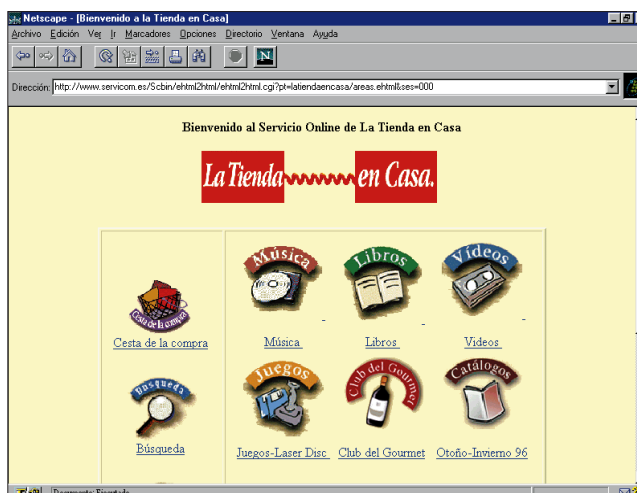 Netscape - [Bienvenido a la Tienda en Casa]
Archivo Edición Ver Ir Marcadores Opciones Directorio Ventana Ayuda
N
Dirección: http://www.servicom.es/Scbin/ehtml2html/ehtml2html.cgi?pt=latiendaencasa/areas.ehtml&ses=000
Bienvenido al Servicio Online de La Tienda en Casa
La Tienda en Casa.
Música Libros Vídeos
Cesta de la compra
Cesta de la compra Música Libros Videos
Búsqueda Juegos Club del Gourmet Catálogos
Búsqueda
Juegos-Laser Disc Club del Gourmet Otoño-Invierno 96
Documento: Ejecutado